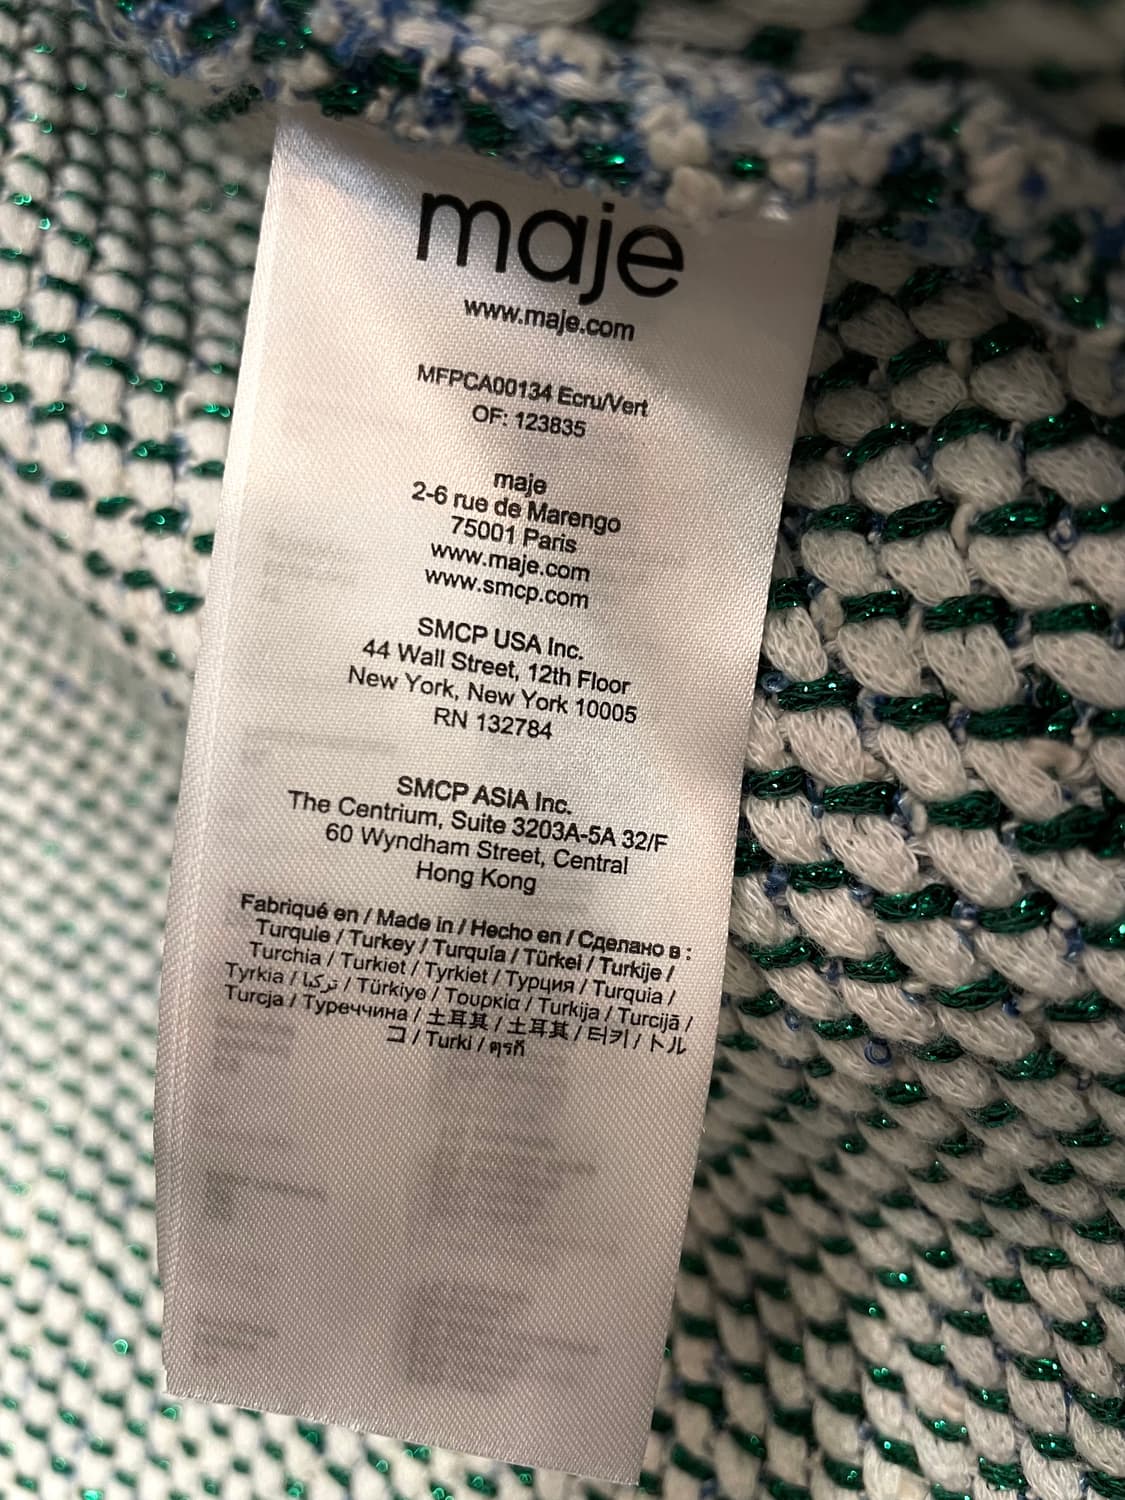 maje
www.maje.com
MFPCA00134 Ecru/Vert
OF: 123835
maje
2-6 rue de Marengo
75001 Paris
www.maje.com
www.smcp.com
SMCP USA Inc.
44 Wall Street, 12th Floor
New York, New York 10005
RN 132784
SMCP ASIA Inc.
The Centrium, Suite 3203A-5A 32/F
60 Wyndham Street, Central
Hong Kong
Fabriqué en / Made in / Hecho en / Сделано в :
Turquie / Turkey / Turquía / Türkei / Turkije /
Turchia / Turkiet / Tyrkiet / Турция / Turquia /
Tyrkia / تركيا / Türkiye / Τουρκία / Turkija / Turcijā /
Turcja / Туреччина / 土耳其 / 土耳其 / 터키 / トル
コ / Turki / ตุรกี